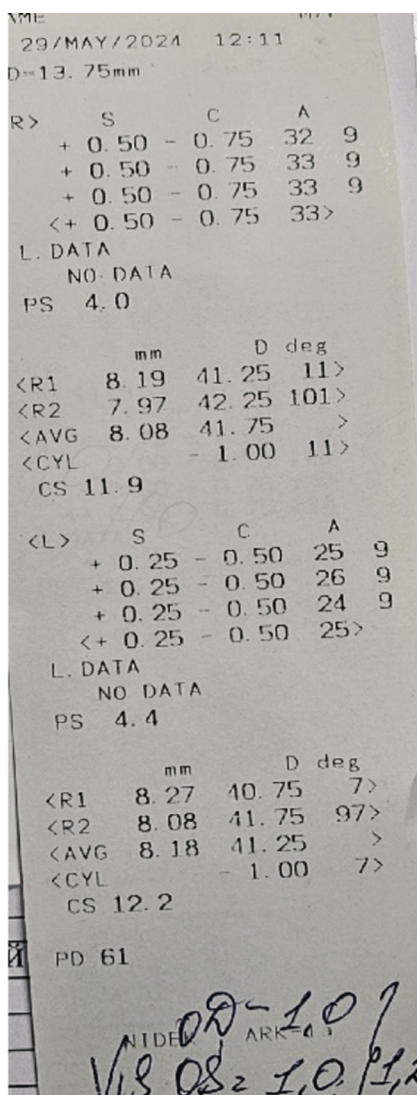 29/MAY/2024 12:11
D=13.75mm
R> S C A
+ 0.50 - 0.75 32 9
+ 0.50 - 0.75 33 9
+ 0.50 - 0.75 33 9
<+ 0.50 - 0.75 33>
L.DATA
NO DATA
PS 4.0
mm D deg
<R1 8.19 41.25 11>
<R2 7.97 42.25 101>
<AVG 8.08 41.75 >
<CYL - 1.00 11>
CS 11.9
<L> S C A
+ 0.25 - 0.50 25 9
+ 0.25 - 0.50 26 9
+ 0.25 - 0.50 24 9
<+ 0.25 - 0.50 25>
L.DATA
NO DATA
PS 4.4
mm D deg
<R1 8.27 40.75 7>
<R2 8.08 41.75 97>
<AVG 8.18 41.25 >
<CYL - 1.00 7>
CS 12.2
PD 61
OD-1,0
ARK
Vis OS= 1,0